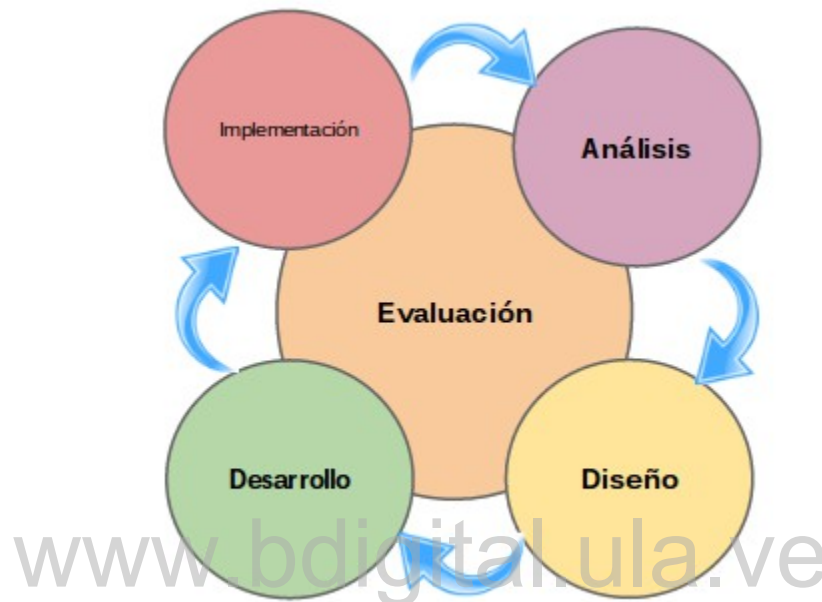 Implementación
Análisis
Evaluación
Desarrollo
Diseño
www.bdigital.ula.ve